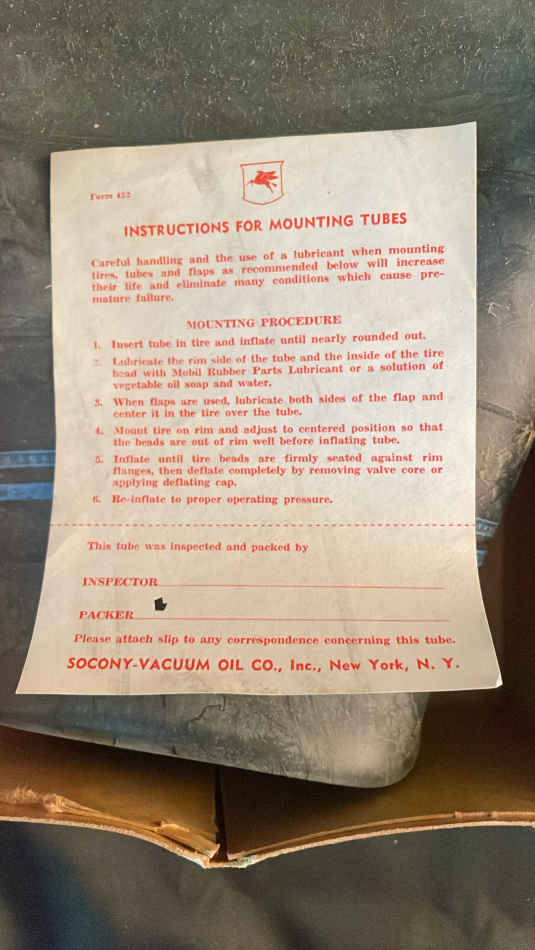 Form 452
INSTRUCTIONS FOR MOUNTING TUBES
Careful handling and the use of a lubricant when mounting
tires, tubes and flaps as recommended below will increase
their life and eliminate many conditions which cause pre-
mature failure.
MOUNTING PROCEDURE
1. Insert tube in tire and inflate until nearly rounded out.
2. Lubricate the rim side of the tube and the inside of the tire
bead with Mobil Rubber Parts Lubricant or a solution of
vegetable oil soap and water.
3. When flaps are used, lubricate both sides of the flap and
center it in the tire over the tube.
4. Mount tire on rim and adjust to centered position so that
the beads are out of rim well before inflating tube.
5. Inflate until tire beads are firmly seated against rim
flanges, then deflate completely by removing valve core or
applying deflating cap.
6. Re-inflate to proper operating pressure.
This tube was inspected and packed by
INSPECTOR
PACKER
Please attach slip to any correspondence concerning this tube.
SOCONY-VACUUM OIL CO., Inc., New York, N. Y.